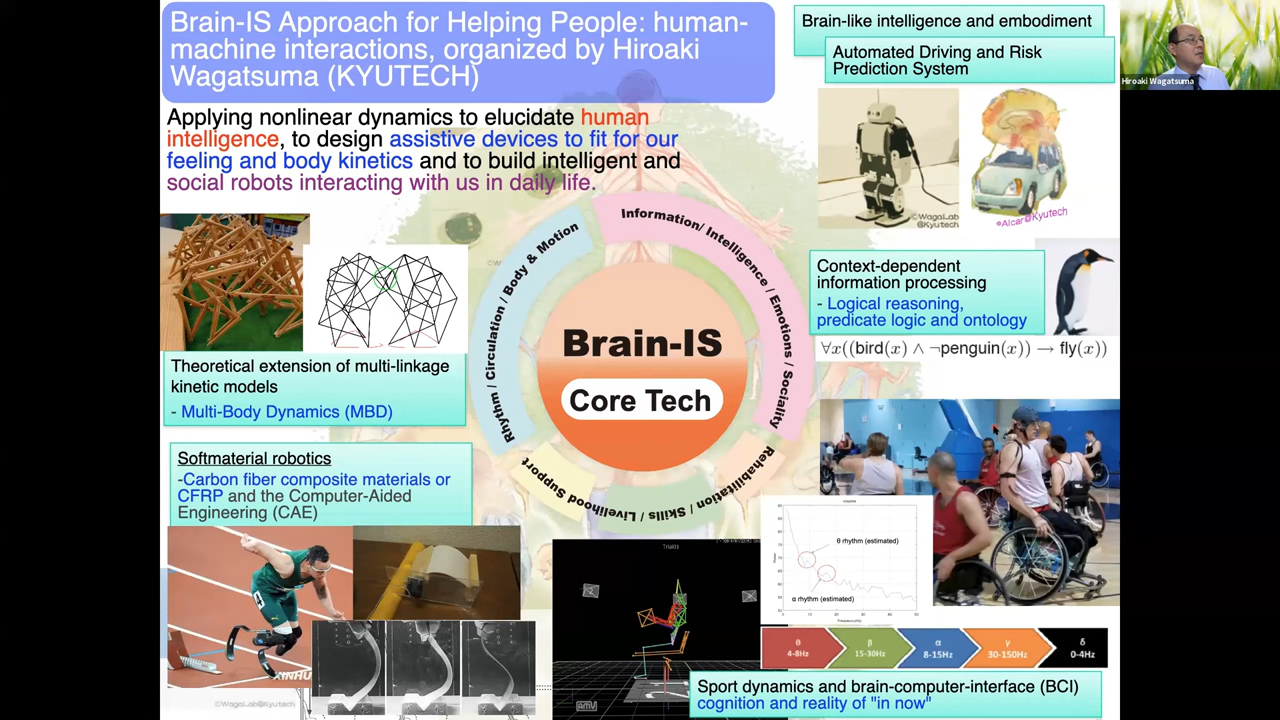 Brain-IS Approach for Helping People: human-
machine interactions, organized by Hiroaki
Wagatsuma (KYUTECH)
Applying nonlinear dynamics to elucidate human
intelligence, to design assistive devices to fit for our
feeling and body kinetics and to build intelligent and
social robots interacting with us in daily life.
Brain-like intelligence and embodiment
Automated Driving and Risk
Prediction System
Hiroaki Wagatsuma
©WagaLab
@Kyutech
©Aicar@Kyutech
Rhythm / Circulation / Body & Motion
Information/ Intelligence / Emotions / Sociality
Rehabilitation / Skills / Livelihood Support
Brain-IS
Core Tech
Context-dependent
information processing
- Logical reasoning,
predicate logic and ontology
∀x((bird(x) ∧ ¬penguin(x)) → fly(x))
Theoretical extension of multi-linkage
kinetic models
- Multi-Body Dynamics (MBD)
Softmaterial robotics
-Carbon fiber composite materials or
CFRP and the Computer-Aided
Engineering (CAE)
XINHU
©WagaLab@Kyutech
θ rhythm (estimated)
α rhythm (estimated)
θ
4-8Hz
β
15-30Hz
α
8-15Hz
γ
30-150Hz
δ
0-4Hz
Sport dynamics and brain-computer-interface (BCI)
cognition and reality of "in now"